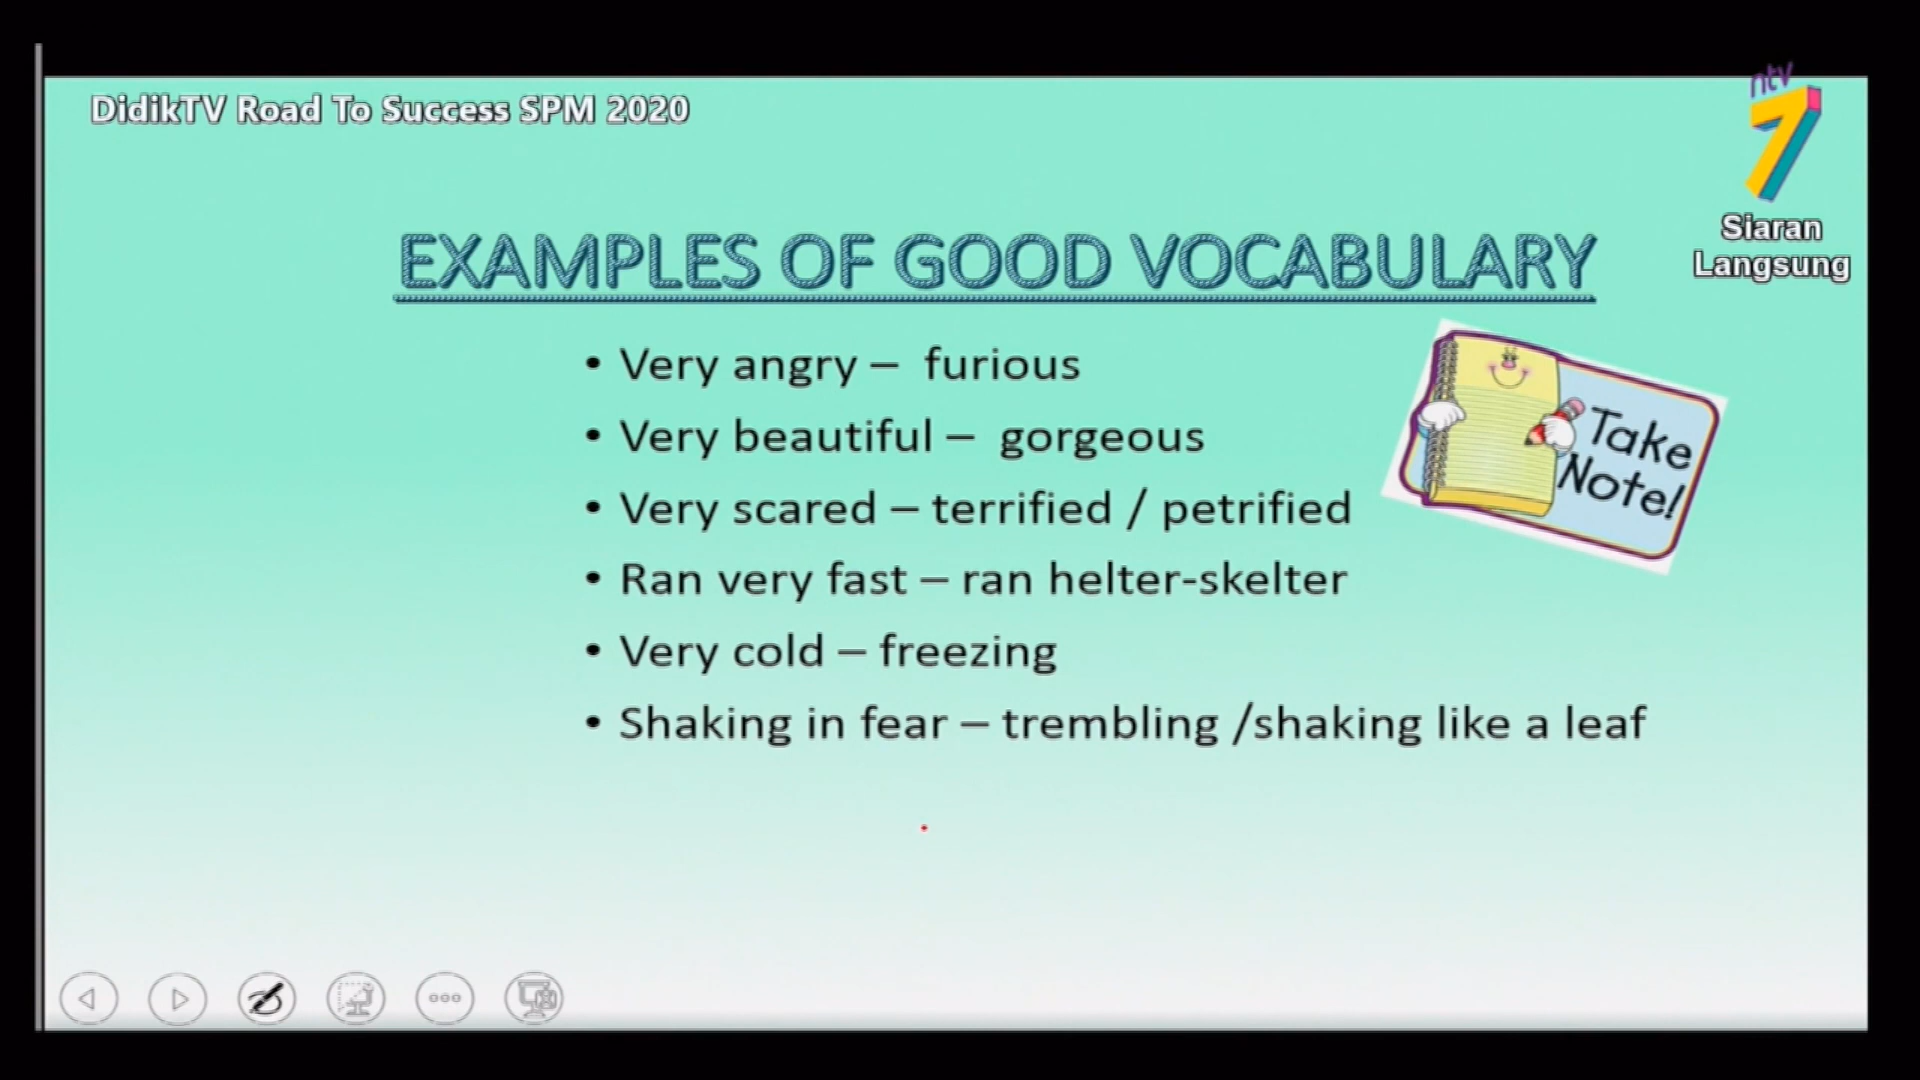 DidikTV Road To Success SPM 2020
ntv
7
Siaran
Langsung
EXAMPLES OF GOOD VOCABULARY
• Very angry – furious
• Very beautiful – gorgeous
• Very scared – terrified / petrified
• Ran very fast – ran helter-skelter
• Very cold – freezing
• Shaking in fear – trembling /shaking like a leaf
Take
Note!